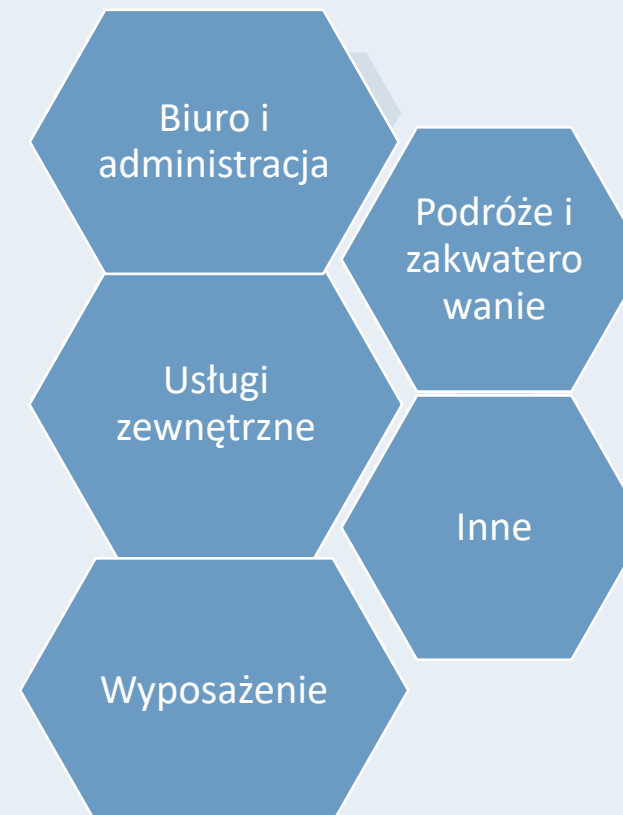 Biuro i
administracja
Podróże i
zakwatero
wanie
Usługi
zewnętrzne
Inne
Wyposażenie